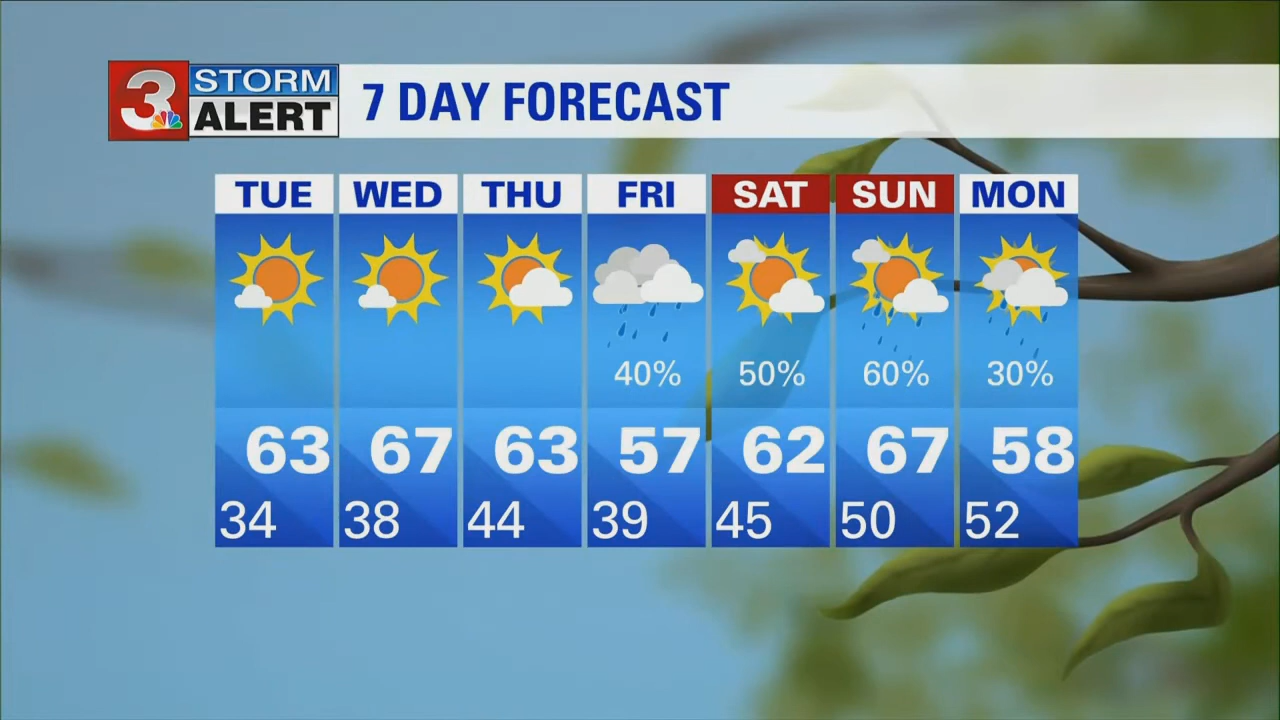 3 STORM ALERT
7 DAY FORECAST
TUE WED THU FRI SAT SUN MON
40% 50% 60% 30%
63 67 63 57 62 67 58
34 38 44 39 45 50 52